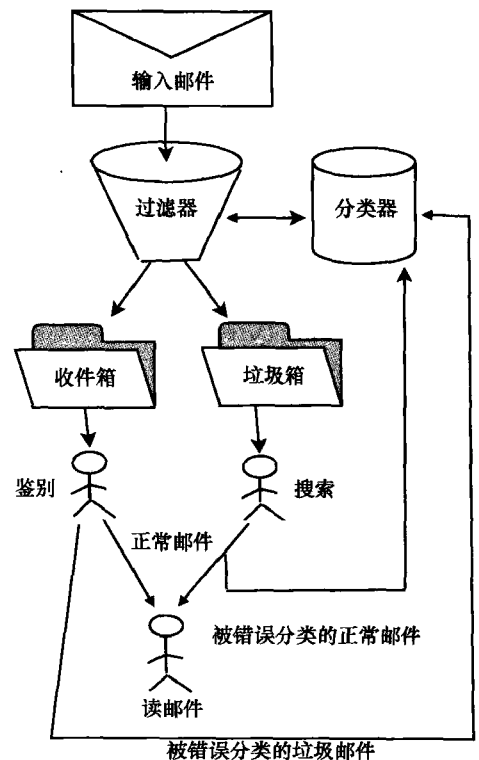 输入邮件
过滤器
分类器
收件箱
垃圾箱
鉴别
搜索
正常邮件
被错误分类的正常邮件
读邮件
被错误分类的垃圾邮件